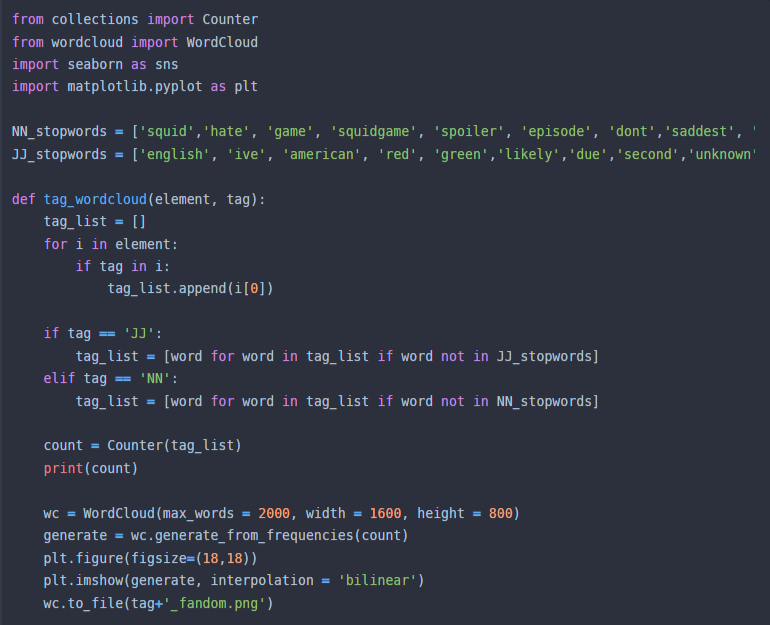 from collections import Counter
from wordcloud import WordCloud
import seaborn as sns
import matplotlib.pyplot as plt

NN_stopwords = ['squid','hate', 'game', 'squidgame', 'spoiler', 'episode', 'dont','saddest', '
JJ_stopwords = ['english', 'ive', 'american', 'red', 'green','likely','due','second','unknown'

def tag_wordcloud(element, tag):
    tag_list = []
    for i in element:
        if tag in i:
            tag_list.append(i[0])

    if tag == 'JJ':
        tag_list = [word for word in tag_list if word not in JJ_stopwords]
    elif tag == 'NN':
        tag_list = [word for word in tag_list if word not in NN_stopwords]

    count = Counter(tag_list)
    print(count)

    wc = WordCloud(max_words = 2000, width = 1600, height = 800)
    generate = wc.generate_from_frequencies(count)
    plt.figure(figsize=(18,18))
    plt.imshow(generate, interpolation = 'bilinear')
    wc.to_file(tag+'_fandom.png')